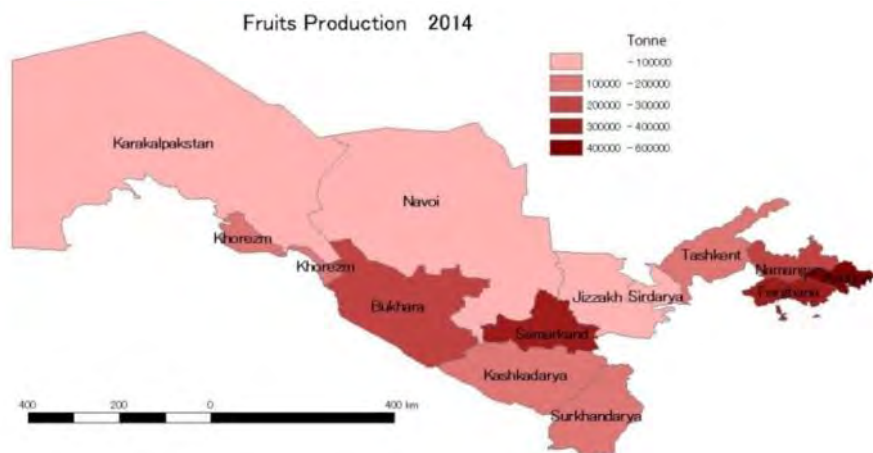 Fruits Production 2014
Tonne
-100000
100000 -200000
200000 -300000
300000 -400000
400000 -600000
Karakalpakstan
Navoi
Khorezm
Khorezm
Tashkent
Bukhara
Jizzakh
Sirdarya
Samarkand
Kashkadarya
Surkhandarya
400 200 0 400 km